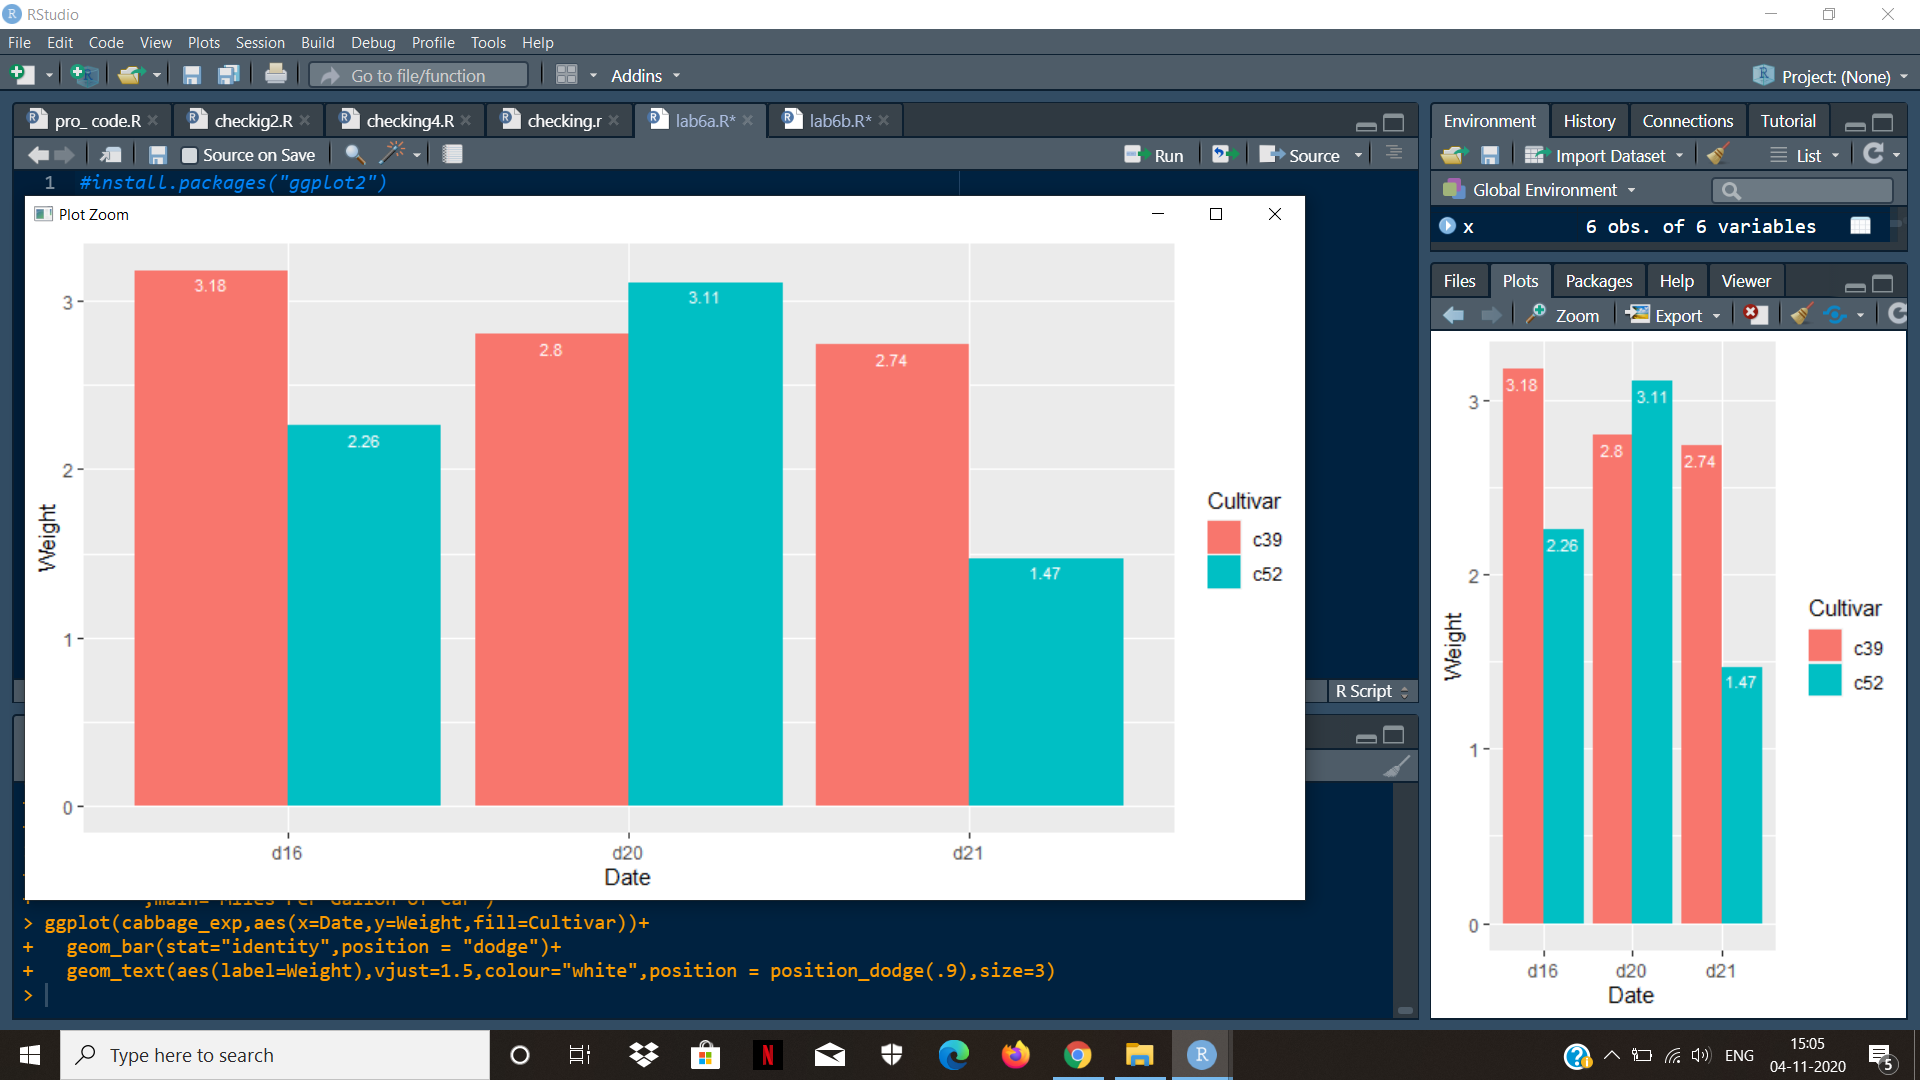 RStudio
File Edit Code View Plots Session Build Debug Profile Tools Help
Go to file/function Addins Project: (None)
pro_ code.R checkig2.R checking4.R checking.r lab6a.R* lab6b.R*
Source on Save Run Source
1 #install.packages("ggplot2")
Plot Zoom
3.18
2.26
2.8
3.11
2.74
1.47
3
2
1
0
Weight
d16 d20 d21
Date
Cultivar
c39
c52
R Script
> ggplot(cabbage_exp,aes(x=Date,y=Weight,fill=Cultivar))+
+ geom_bar(stat="identity",position = "dodge")+
+ geom_text(aes(label=Weight),vjust=1.5,colour="white",position = position_dodge(.9),size=3)
>
Environment History Connections Tutorial
Import Dataset List
Global Environment
x 6 obs. of 6 variables
Files Plots Packages Help Viewer
Zoom Export
3.18
2.26
2.8
3.11
2.74
1.47
3
2
1
0
Weight
d16 d20 d21
Date
Cultivar
c39
c52
Type here to search
ENG
15:05
04-11-2020
5